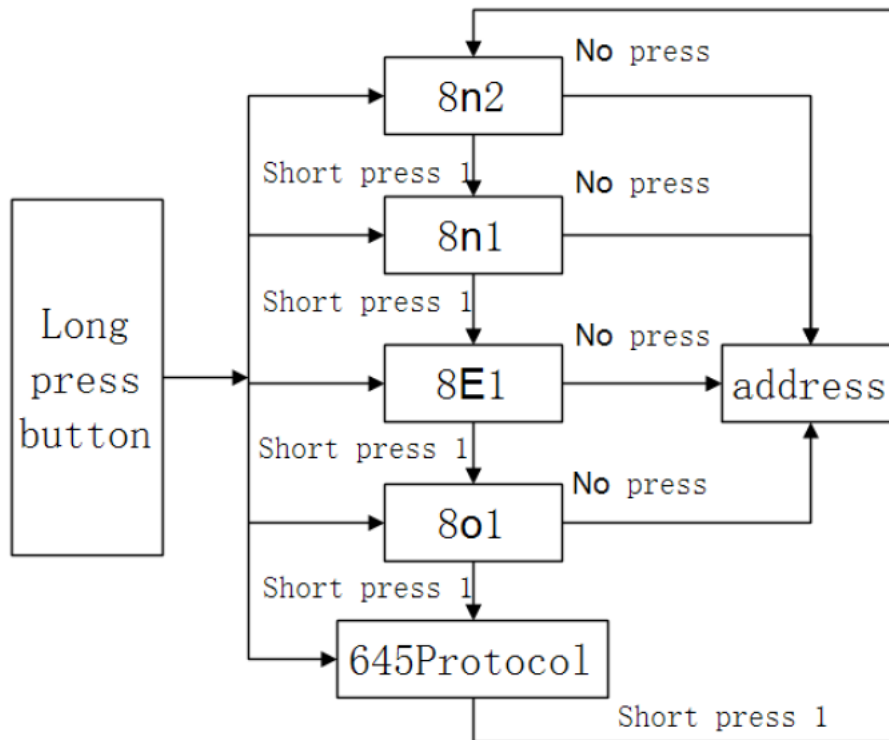 No press
8n2
Short press 1
No press
8n1
Short press 1
Long
press
button
No press
8E1
address
Short press 1
No press
8o1
Short press 1
645Protocol
Short press 1